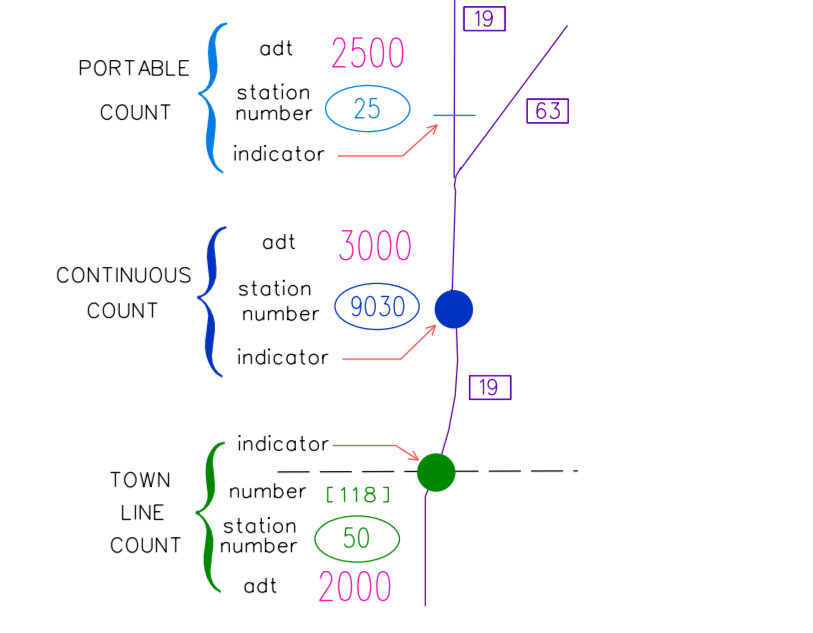 19
PORTABLE
COUNT
adt 2500
station
number 25
indicator
63
CONTINUOUS
COUNT
adt 3000
station
number 9030
indicator
19
TOWN
LINE
COUNT
indicator
number [118]
station
number 50
adt 2000